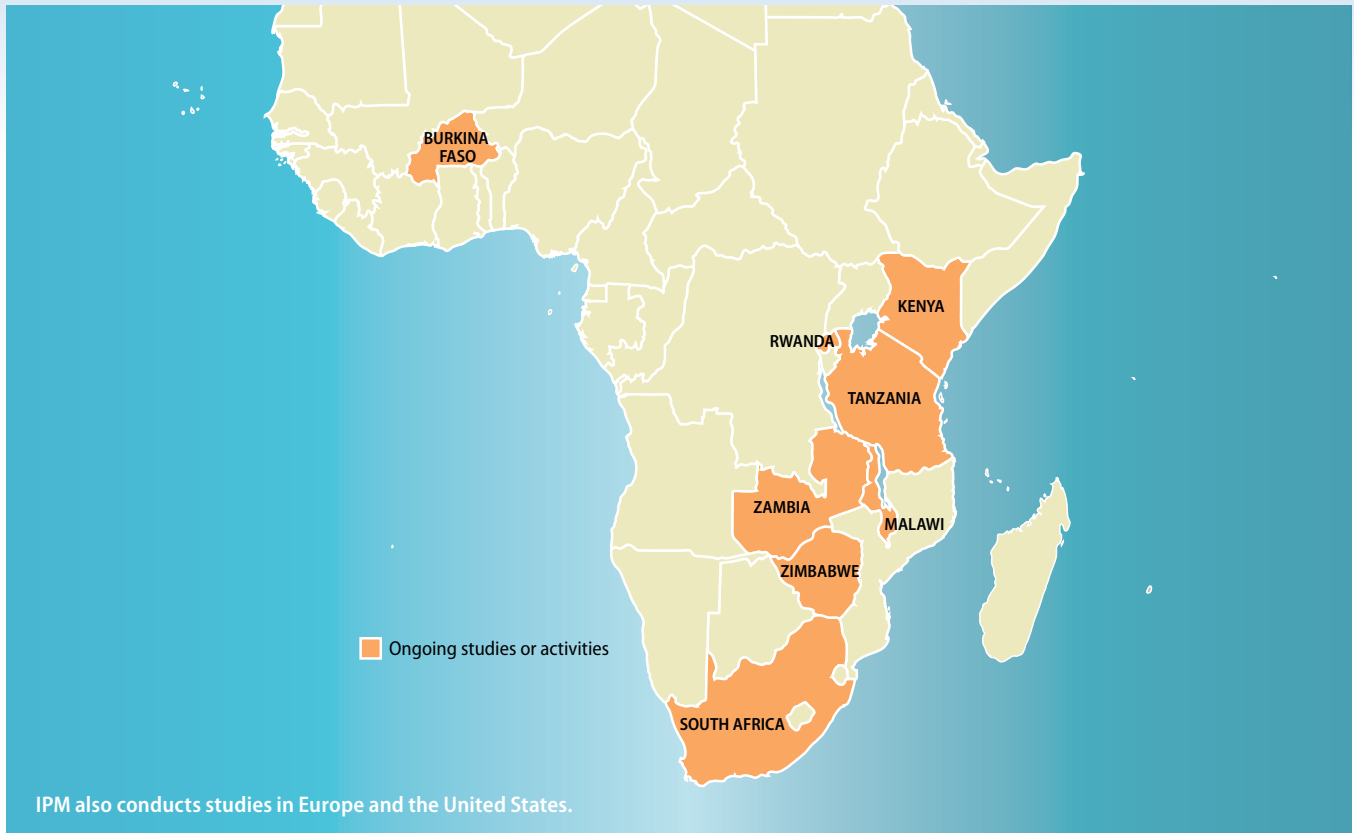 BURKINA
FASO
KENYA
RWANDA
TANZANIA
ZAMBIA
MALAWI
ZIMBABWE
Ongoing studies or activities
SOUTH AFRICA
IPM also conducts studies in Europe and the United States.